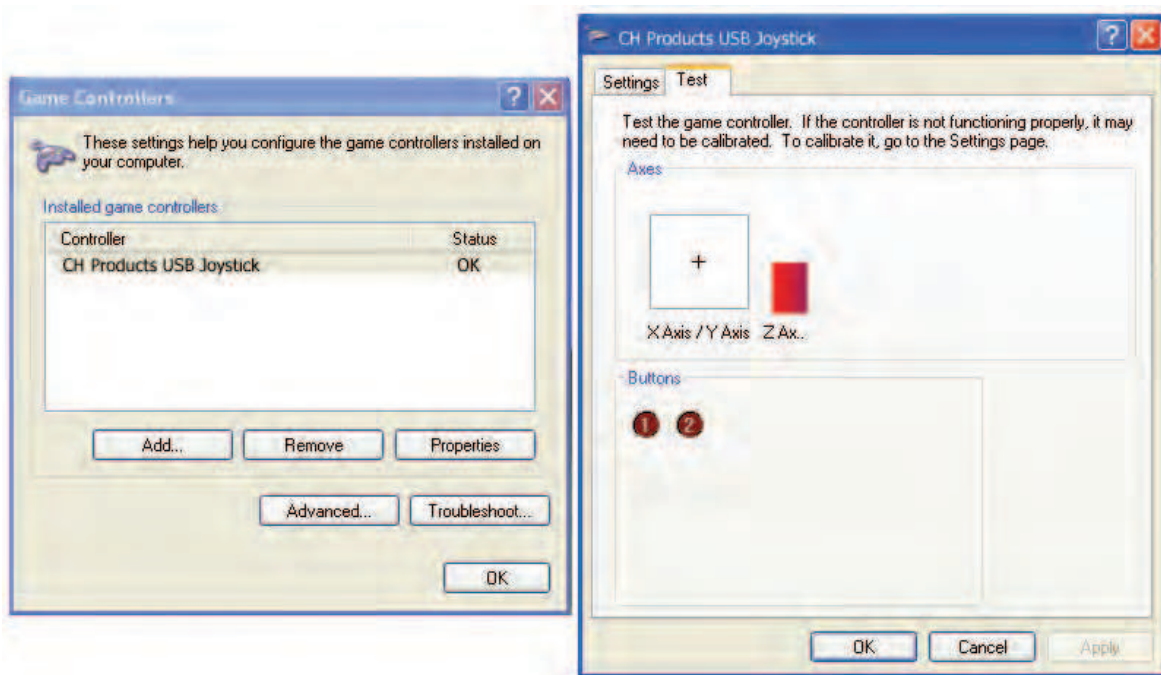 Game Controllers
These settings help you configure the game controllers installed on
your computer.
Installed game controllers
Controller Status
CH Products USB Joystick OK
Add... Remove Properties
Advanced... Troubleshoot...
OK
CH Products USB Joystick
Settings Test
Test the game controller. If the controller is not functioning properly, it may
need to be calibrated. To calibrate it, go to the Settings page.
Axes
X Axis / Y Axis Z Ax..
Buttons
1 2
OK Cancel Apply